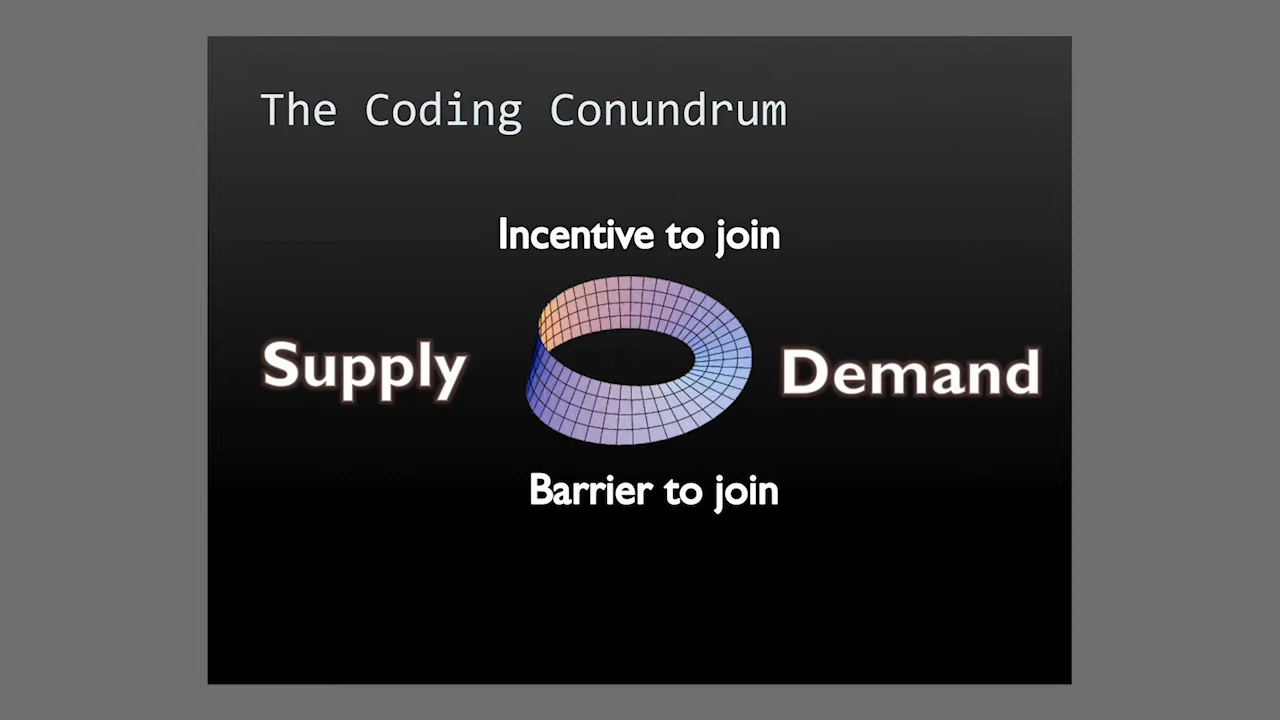 The Coding Conundrum
Incentive to join
Supply
Demand
Barrier to join